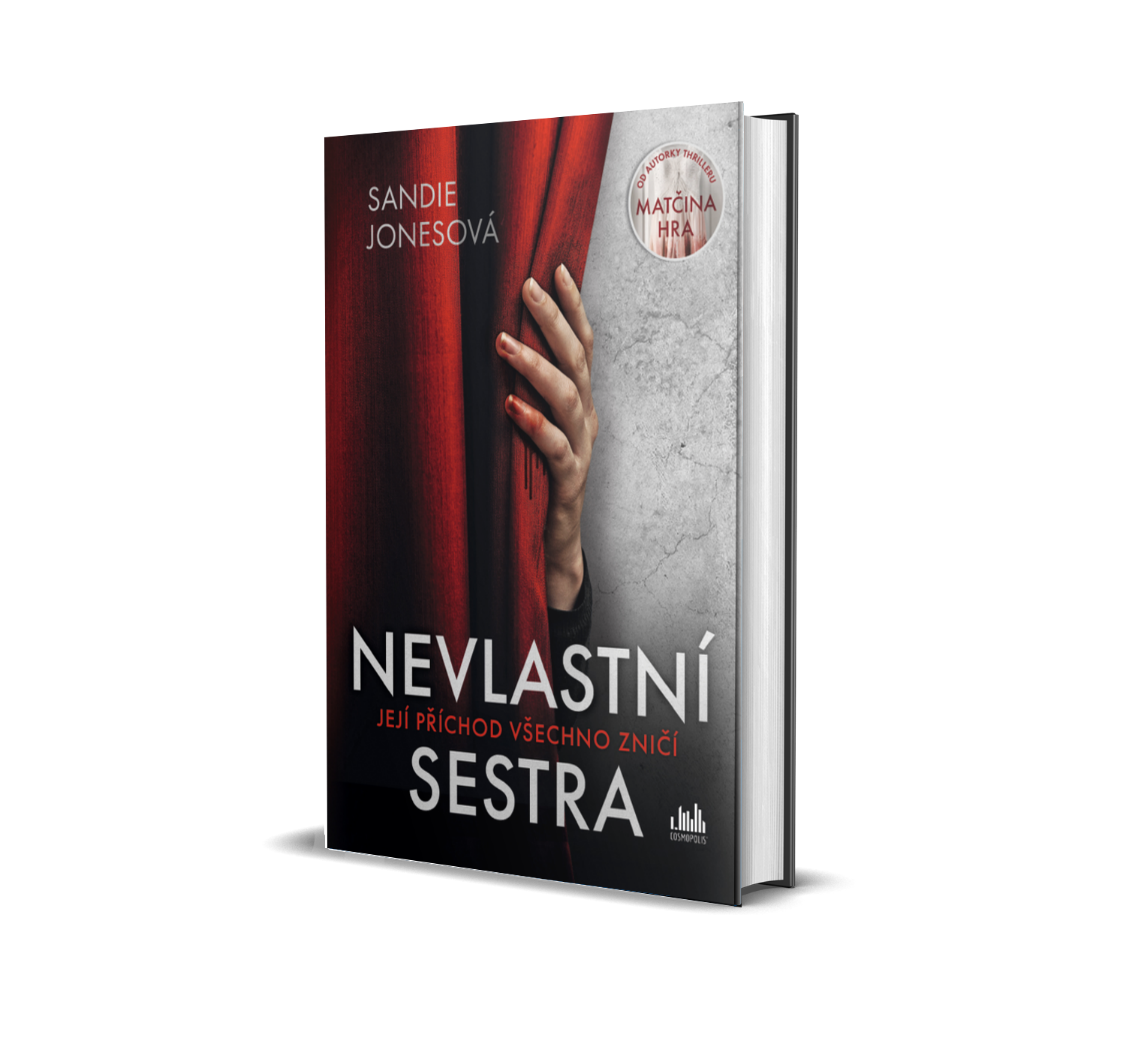 SANDIE
JONESOVÁ
OD AUTORKY THRILLERU
MATČINA
HRA
NEVLASTNÍ
JEJÍ PŘÍCHOD VŠECHNO ZNIČÍ
SESTRA
COSMOPOLIS